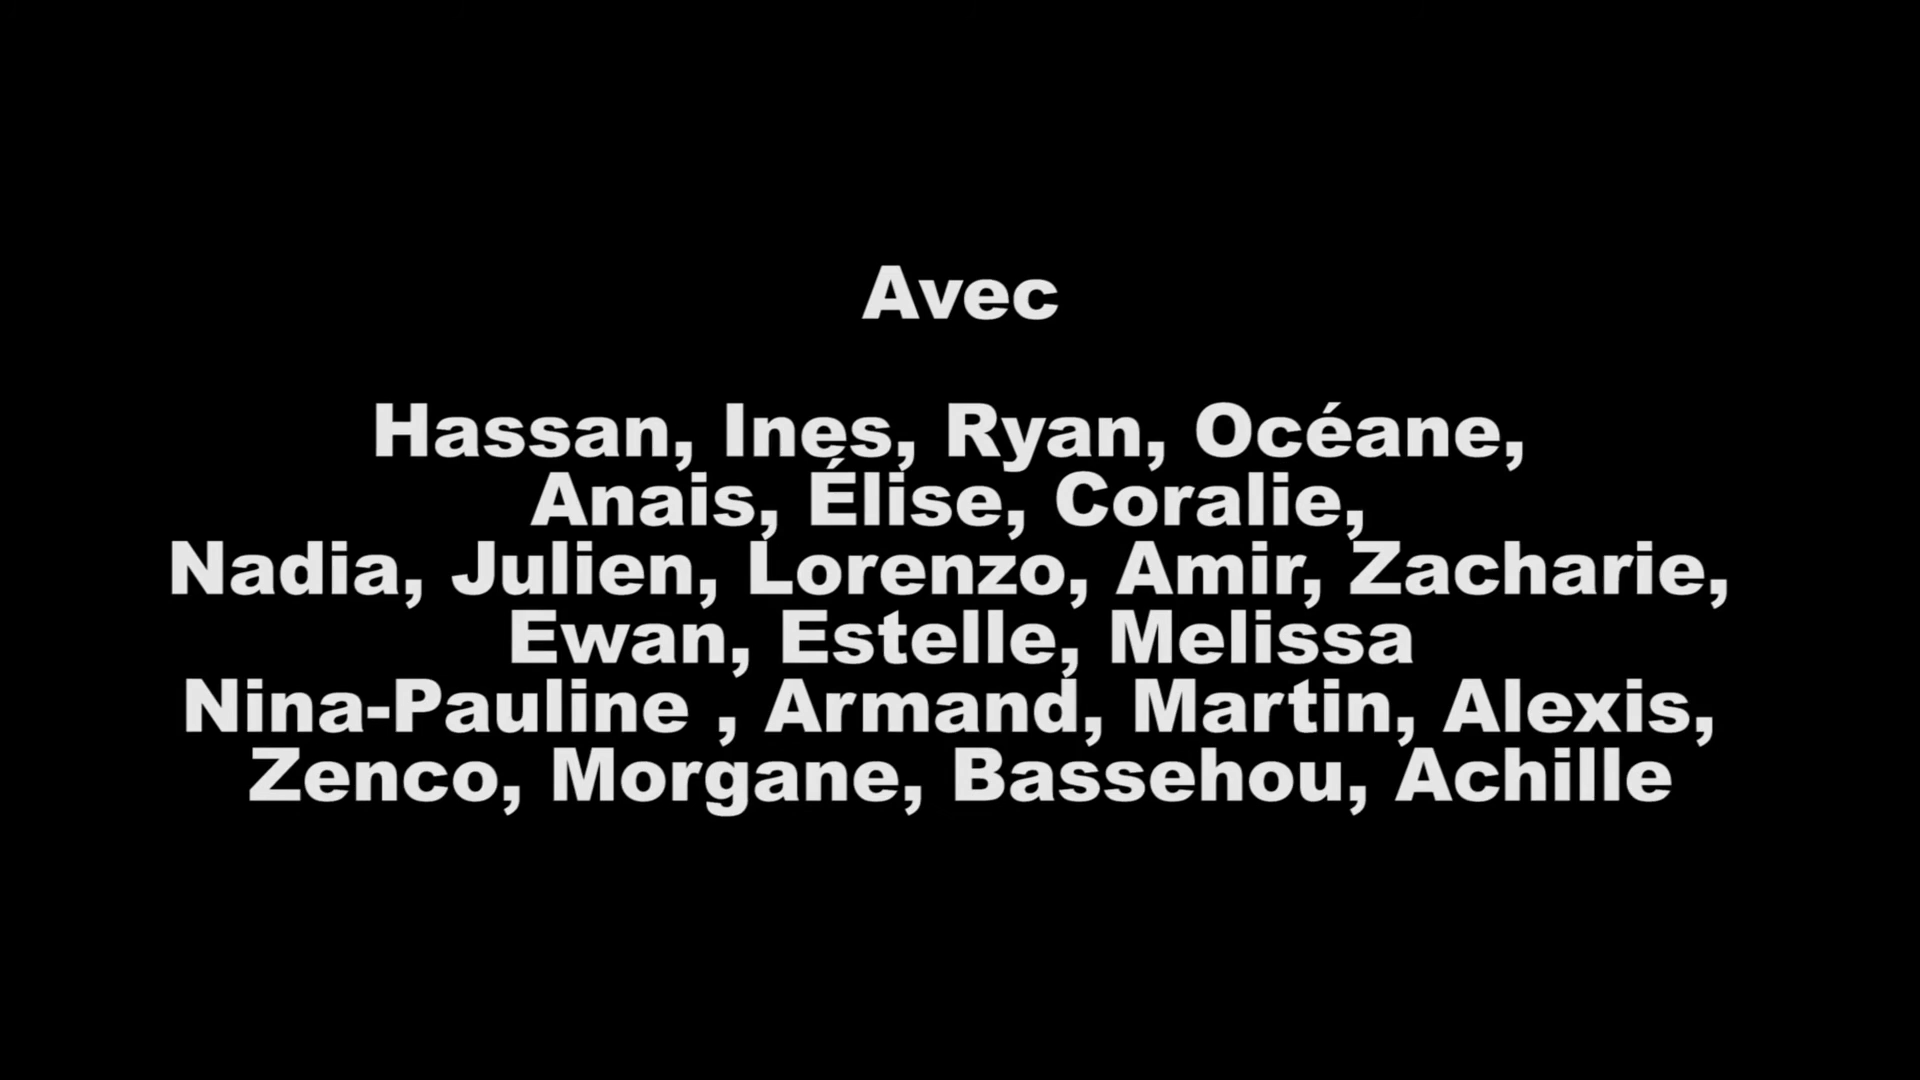 Avec
Hassan, Ines, Ryan, Océane,
Anais, Élise, Coralie,
Nadia, Julien, Lorenzo, Amir, Zacharie,
Ewan, Estelle, Melissa
Nina-Pauline , Armand, Martin, Alexis,
Zenco, Morgane, Bassehou, Achille